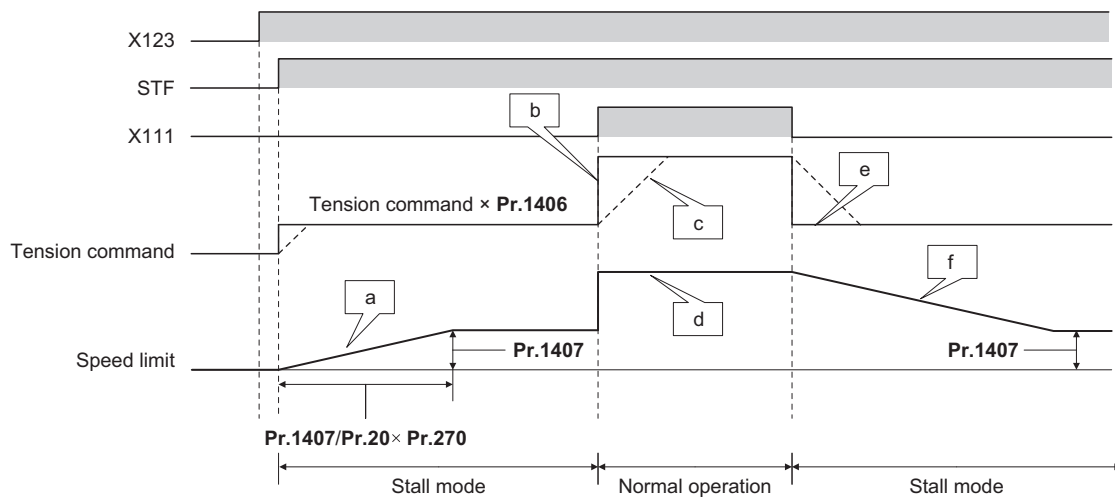 X123
STF
X111
b
e
Tension command × Pr.1406
c
Tension command
f
a
d
Pr.1407
Pr.1407
Speed limit
Pr.1407/Pr.20× Pr.270
Stall mode
Normal operation
Stall mode